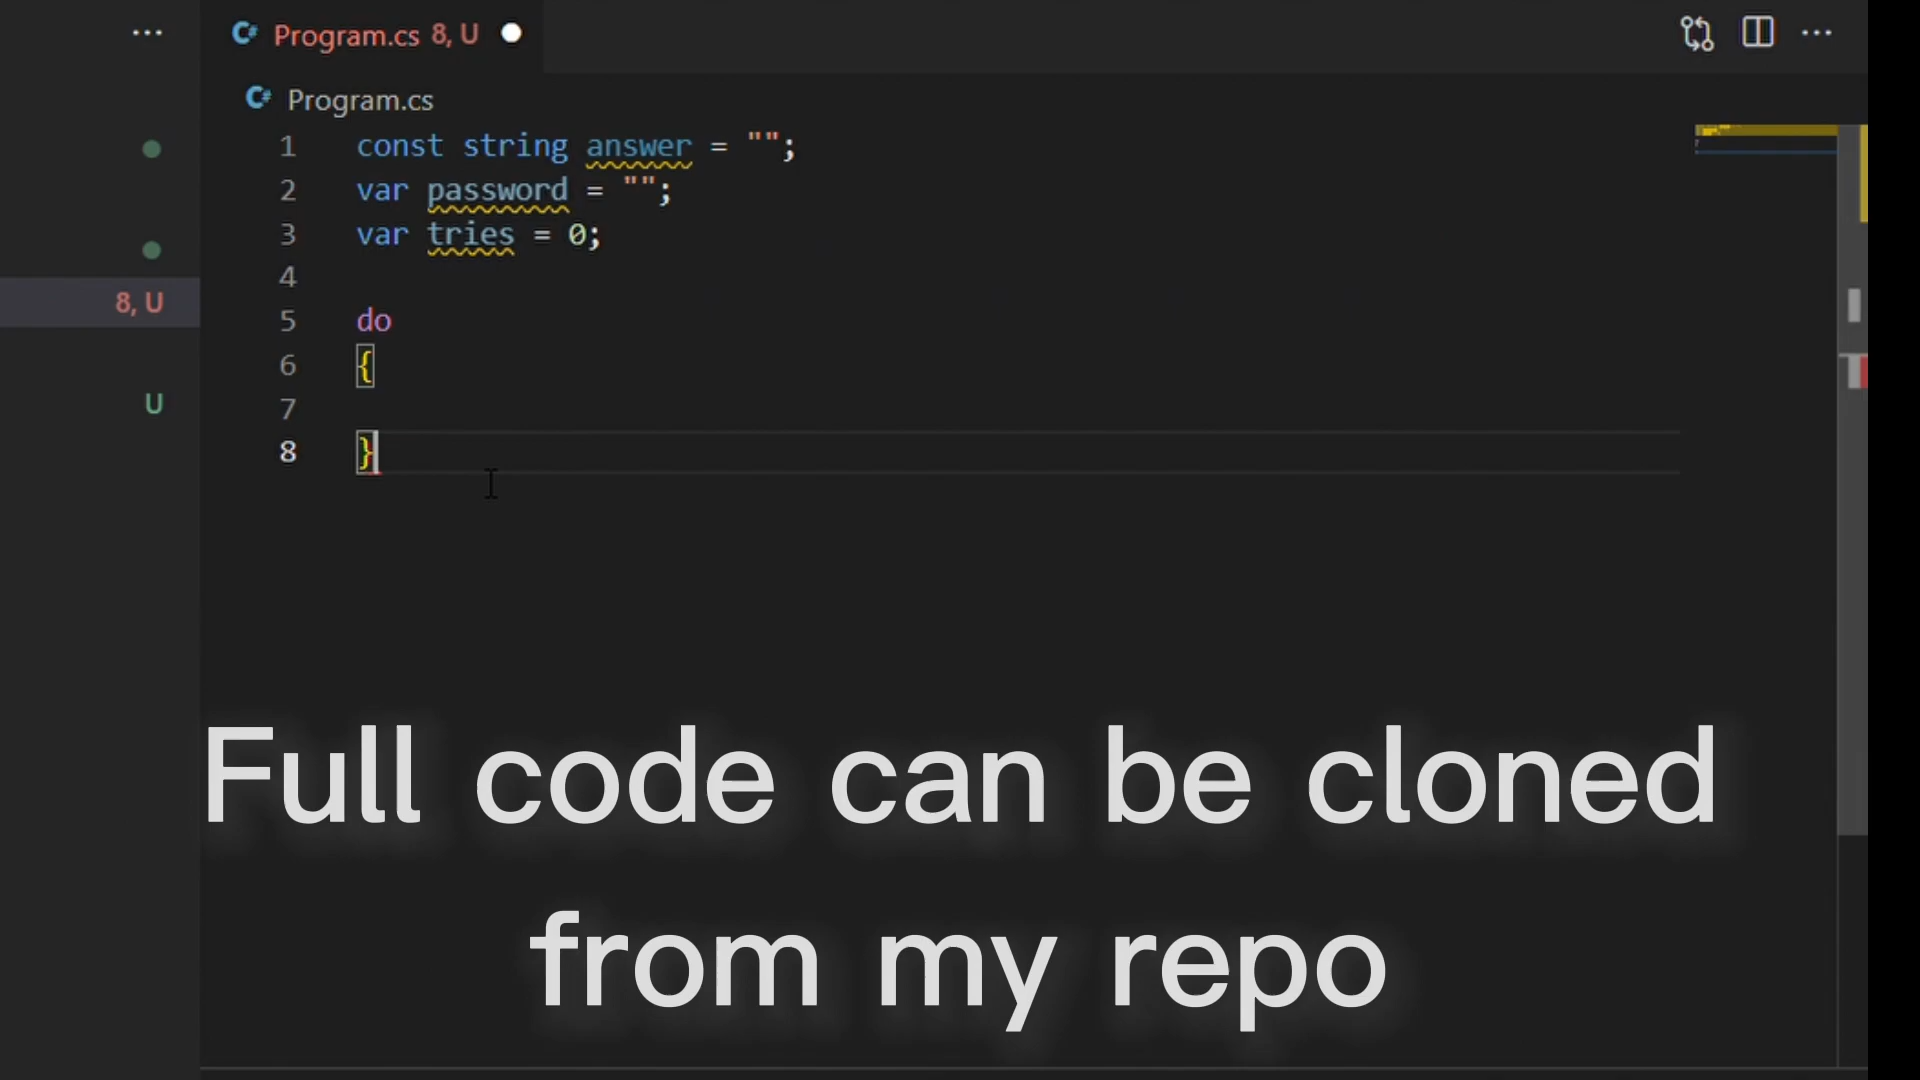 ... Program.cs 8, U ...
Program.cs
1 const string answer = "";
2 var password = "";
3 var tries = 0;
4
5 do
8, U
6 {
7
U
8 }
Full code can be cloned
from my repo